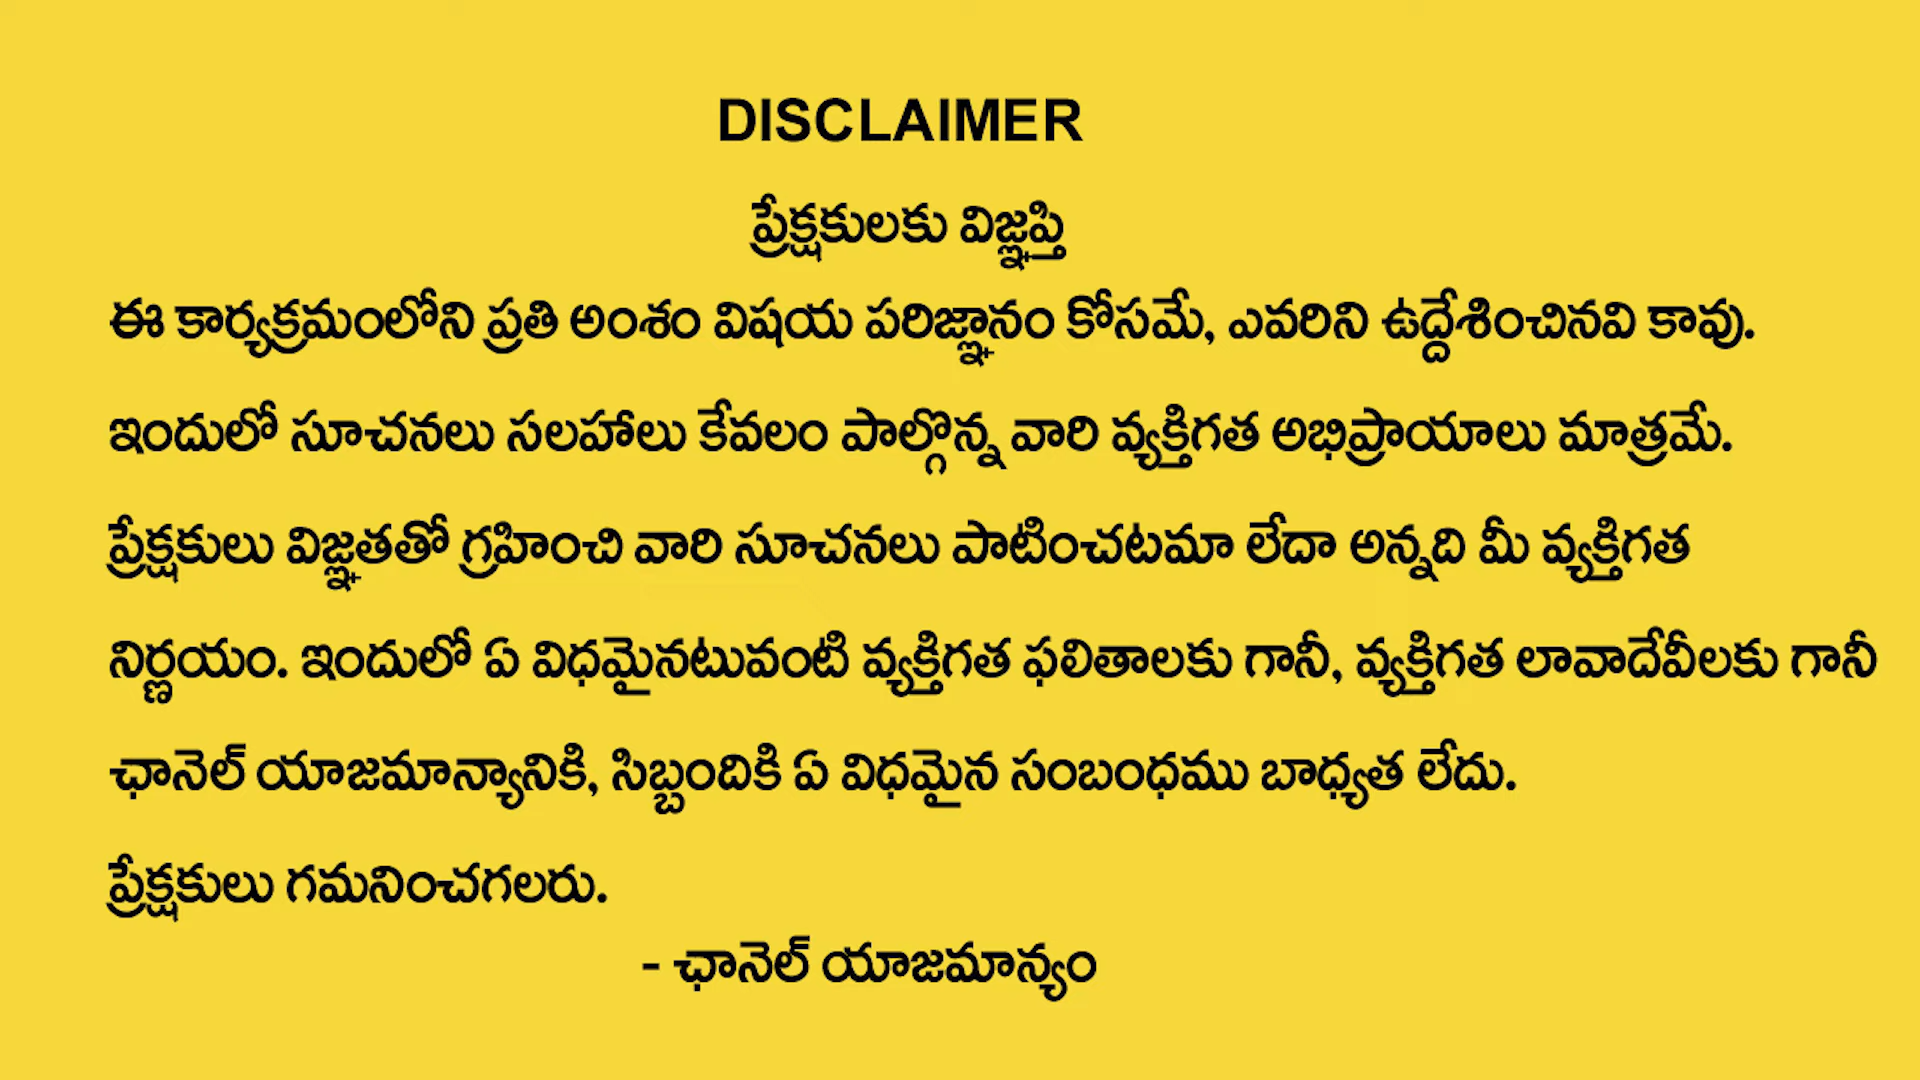 DISCLAIMER
ప్రేక్షకులకు విజ్ఞప్తి
ఈ కార్యక్రమంలోని ప్రతి అంశం విషయ పరిజ్ఞానం కోసమే, ఎవరిని ఉద్దేశించినవి కావు.
ఇందులో సూచనలు సలహాలు కేవలం పాల్గొన్న వారి వ్యక్తిగత అభిప్రాయాలు మాత్రమే.
ప్రేక్షకులు విజ్ఞతతో గ్రహించి వారి సూచనలు పాటించటమా లేదా అన్నది మీ వ్యక్తిగత
నిర్ణయం. ఇందులో ఏ విధమైనటువంటి వ్యక్తిగత ఫలితాలకు గానీ, వ్యక్తిగత లావాదేవీలకు గానీ
ఛానెల్ యాజమాన్యానికి, సిబ్బందికి ఏ విధమైన సంబంధము బాధ్యత లేదు.
ప్రేక్షకులు గమనించగలరు.
- ఛానెల్ యాజమాన్యం